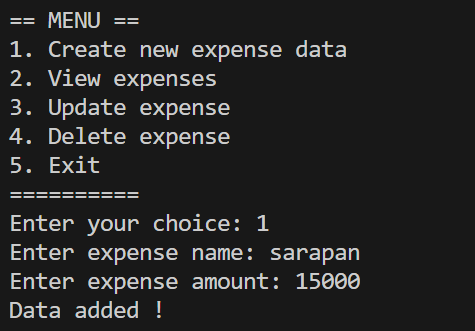 == MENU ==
1. Create new expense data
2. View expenses
3. Update expense
4. Delete expense
5. Exit
==========
Enter your choice: 1
Enter expense name: sarapan
Enter expense amount: 15000
Data added !